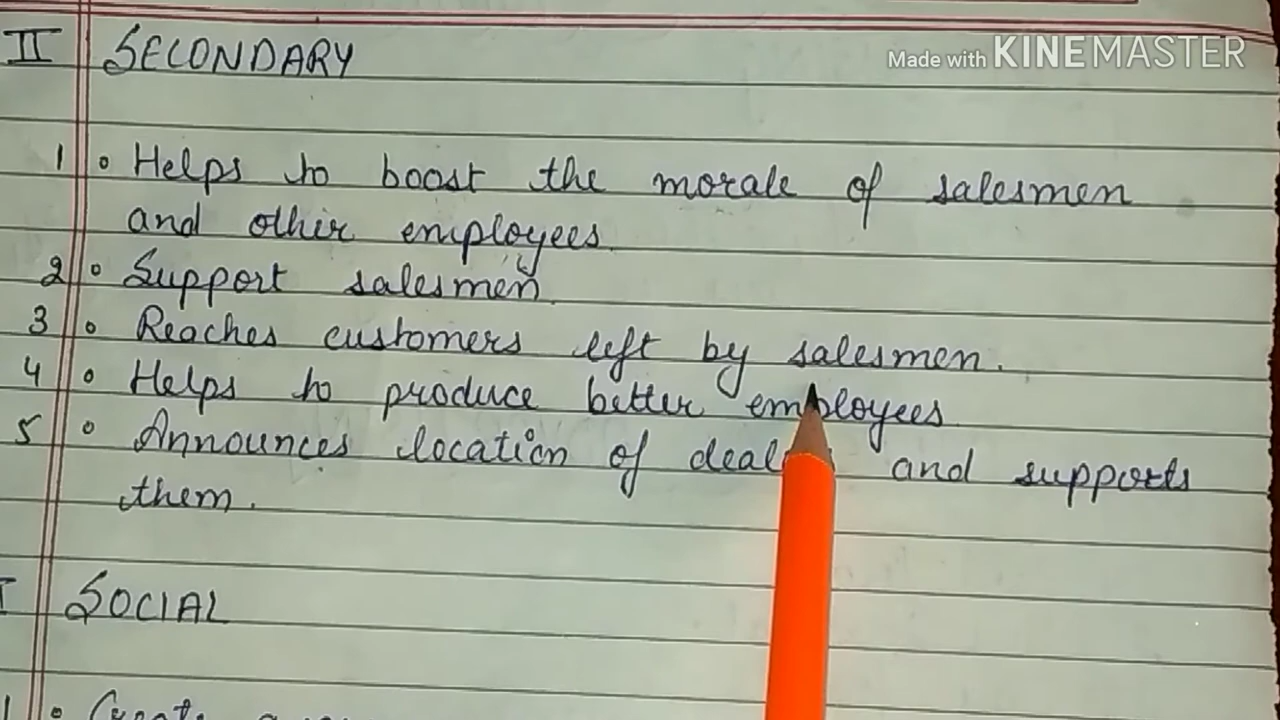 Made with KINEMASTER
II SECONDARY
1. Helps to boost the morale of salesmen
and other employees
2. Support salesmen
3. Reaches customers left by salesmen.
4. Helps to produce better employees
5. Announces location of and supports
them.
SOCIAL
1.